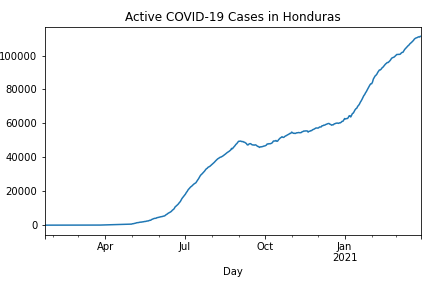 Active COVID-19 Cases in Honduras
100000
80000
60000
40000
20000
0
Apr
Jul
Oct
Jan
2021
Day